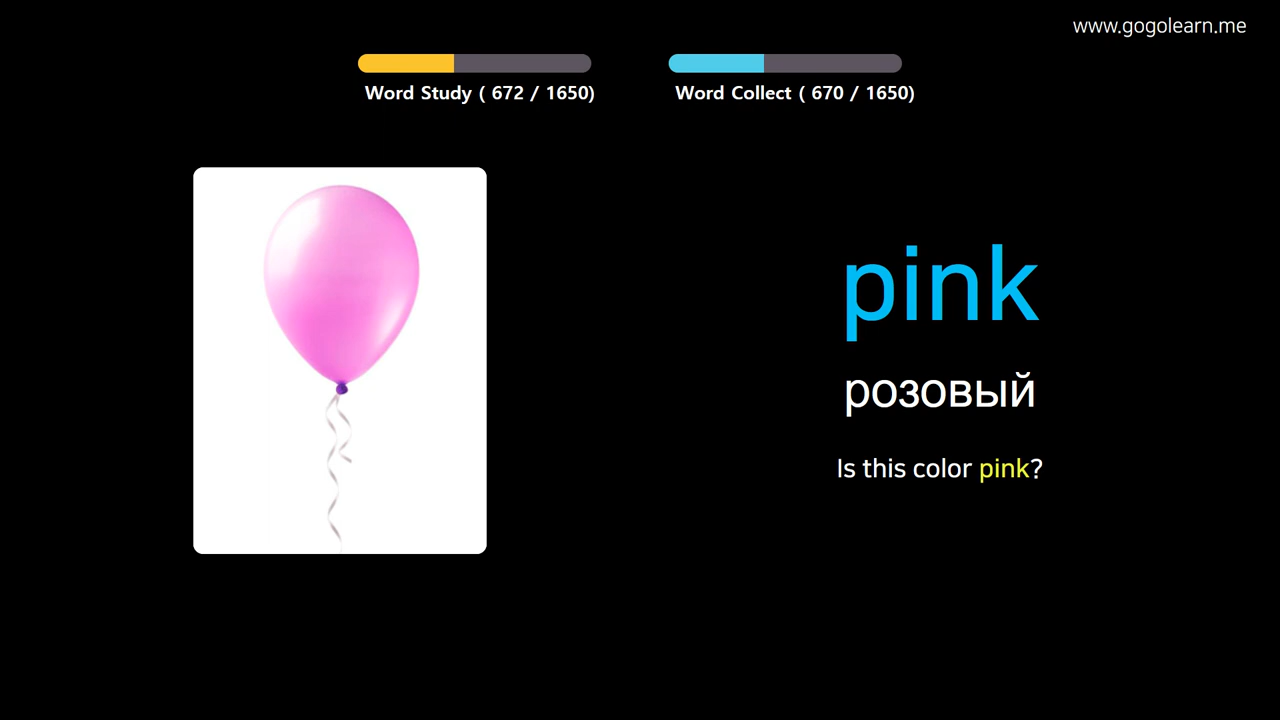 www.gogolearn.me
Word Study ( 672 / 1650)
Word Collect ( 670 / 1650)
pink
розовый
Is this color pink?